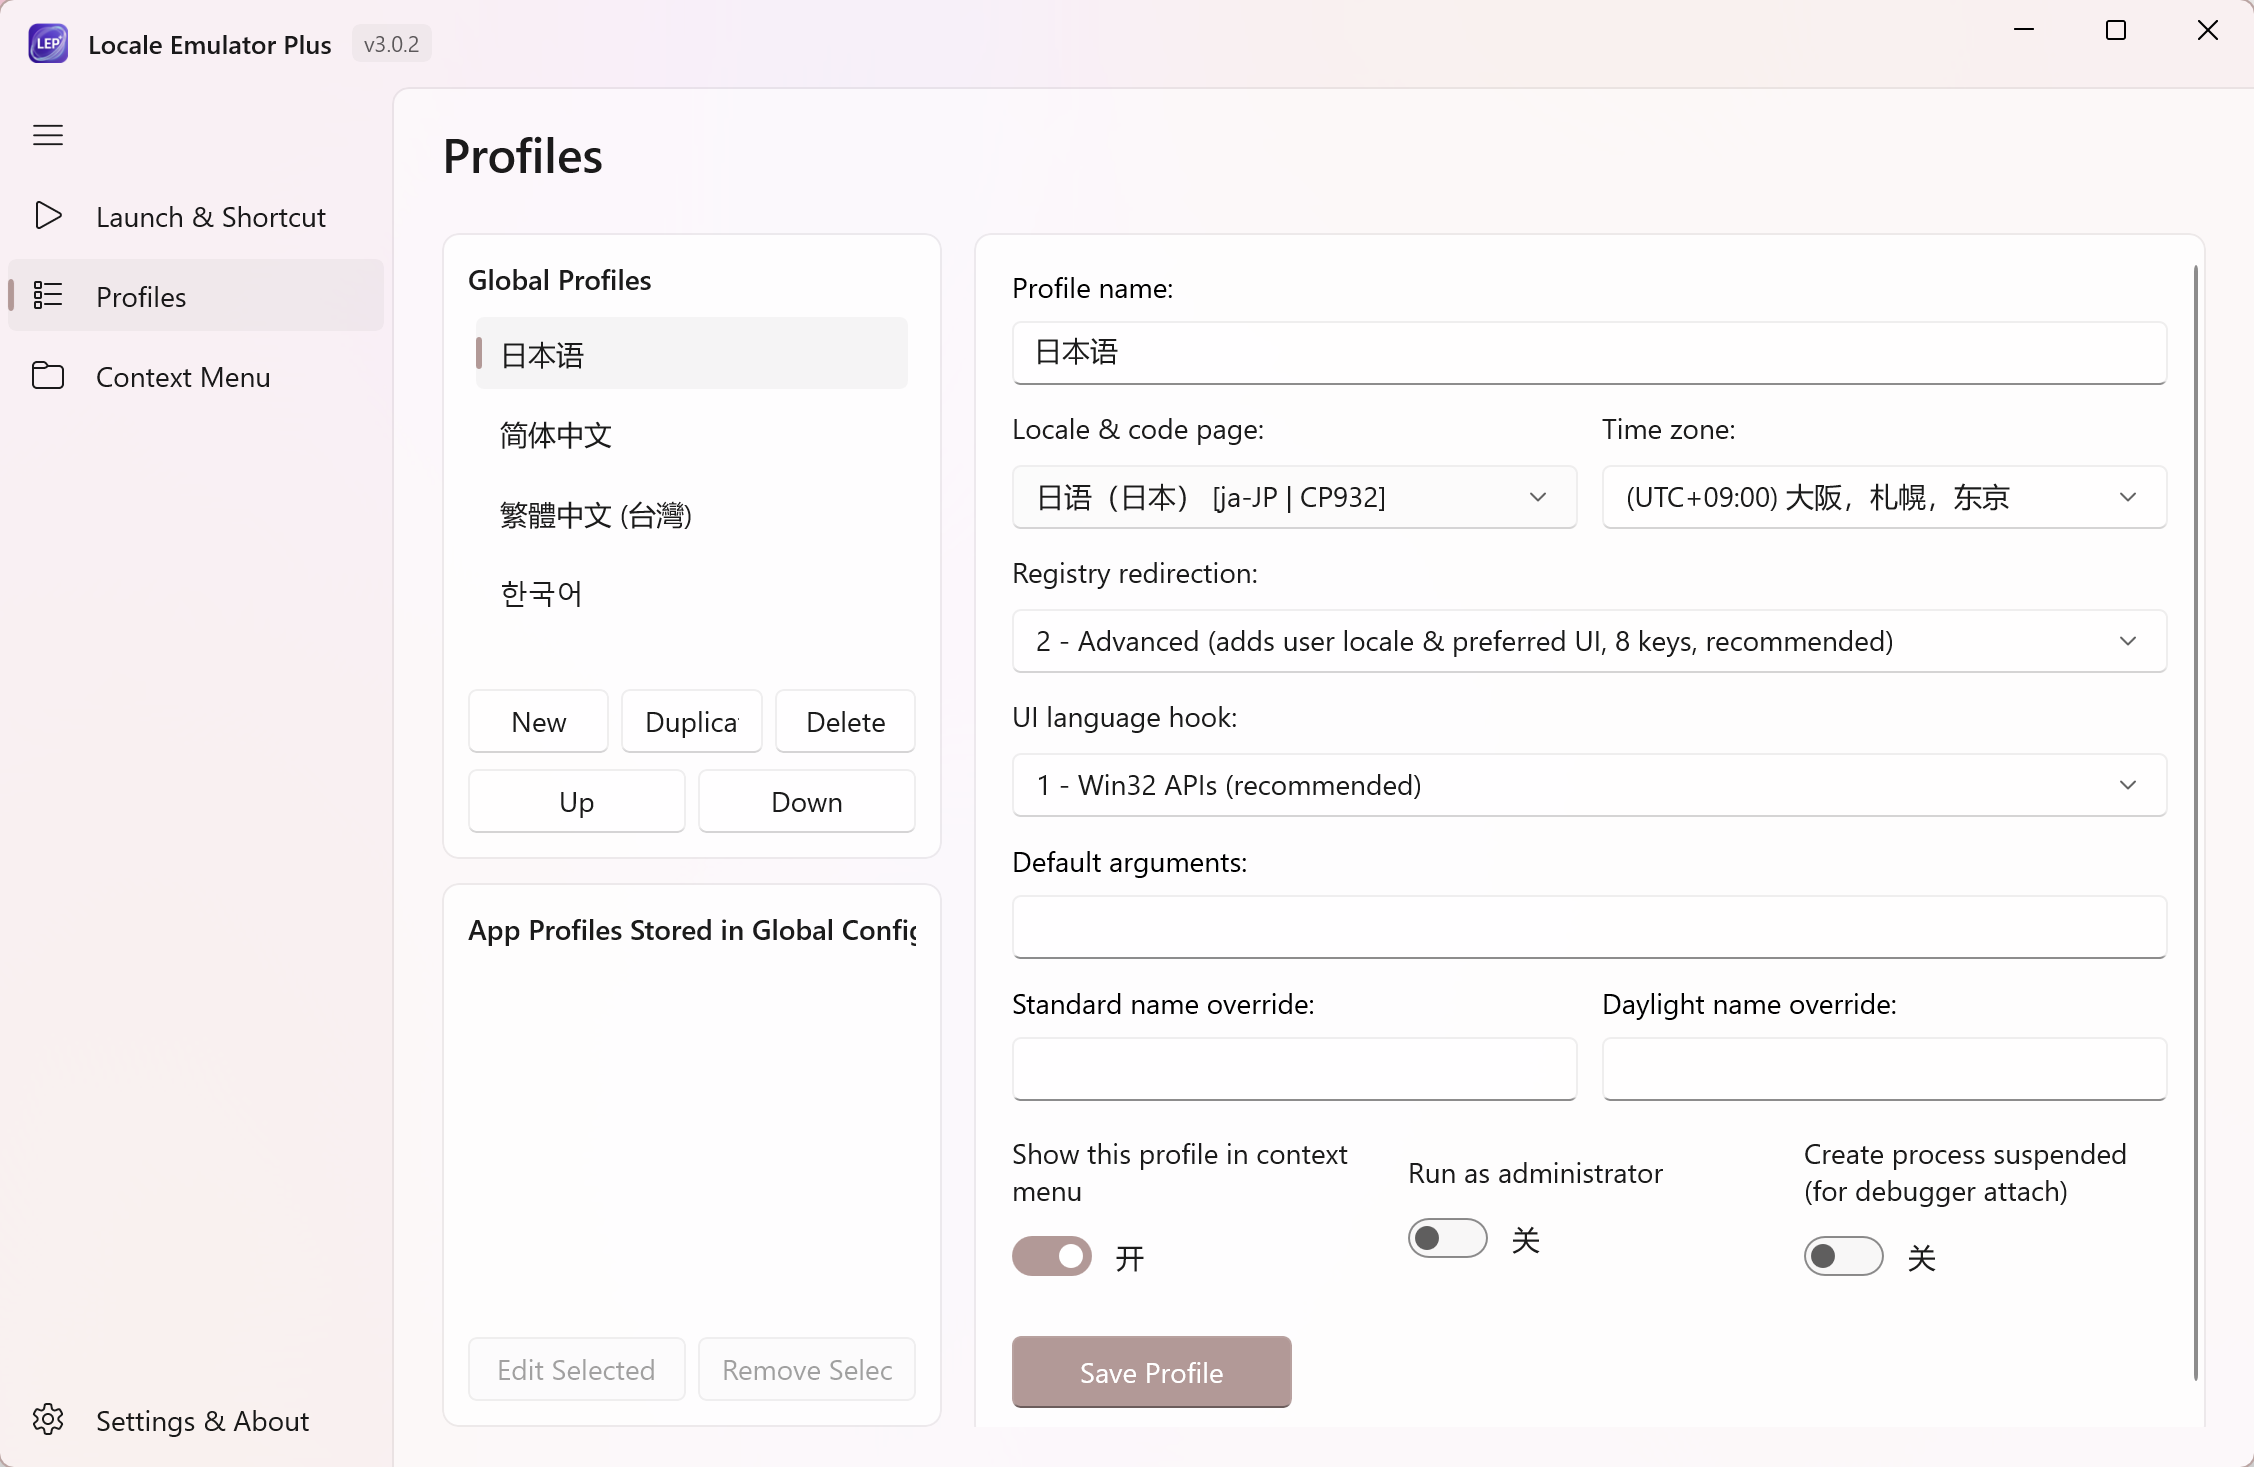 LEP+
Locale Emulator Plus
v3.0.2
Launch & Shortcut
Profiles
Context Menu
Settings & About
Profiles
Global Profiles
日本语
简体中文
繁體中文 (台灣)
한국어
New
Duplica
Delete
Up
Down
App Profiles Stored in Global Config
Edit Selected
Remove Selec
Profile name:
日本语
Locale & code page:
Time zone:
日语（日本） [ja-JP | CP932]
(UTC+09:00) 大阪，札幌，东京
Registry redirection:
2 - Advanced (adds user locale & preferred UI, 8 keys, recommended)
UI language hook:
1 - Win32 APIs (recommended)
Default arguments:
Standard name override:
Daylight name override:
Show this profile in context
menu
开
Run as administrator
关
Create process suspended
(for debugger attach)
关
Save Profile